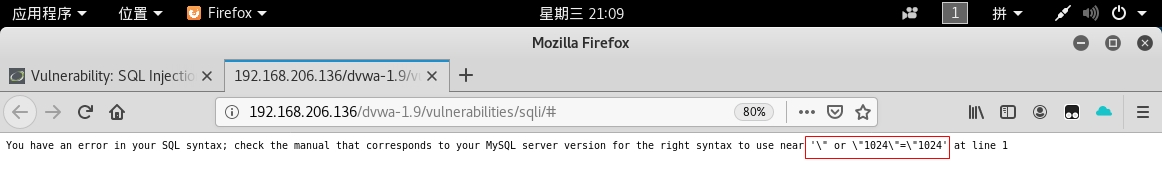 应用程序 位置 Firefox 星期三 21:09 1 拼
Mozilla Firefox
Vulnerability: SQL Injectio 192.168.206.136/dvwa-1.9/v
192.168.206.136/dvwa-1.9/vulnerabilities/sqli/# 80%
You have an error in your SQL syntax; check the manual that corresponds to your MySQL server version for the right syntax to use near '\" or \"1024\"=\"1024' at line 1